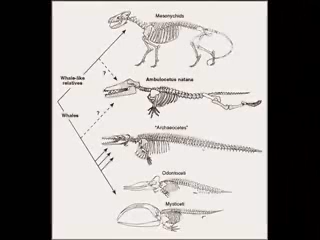 Mesonychids
Whale-like
relatives
?
Ambulocetus natans
Whales
?
"Archaeocetes"
Odontoceti
Mysticeti